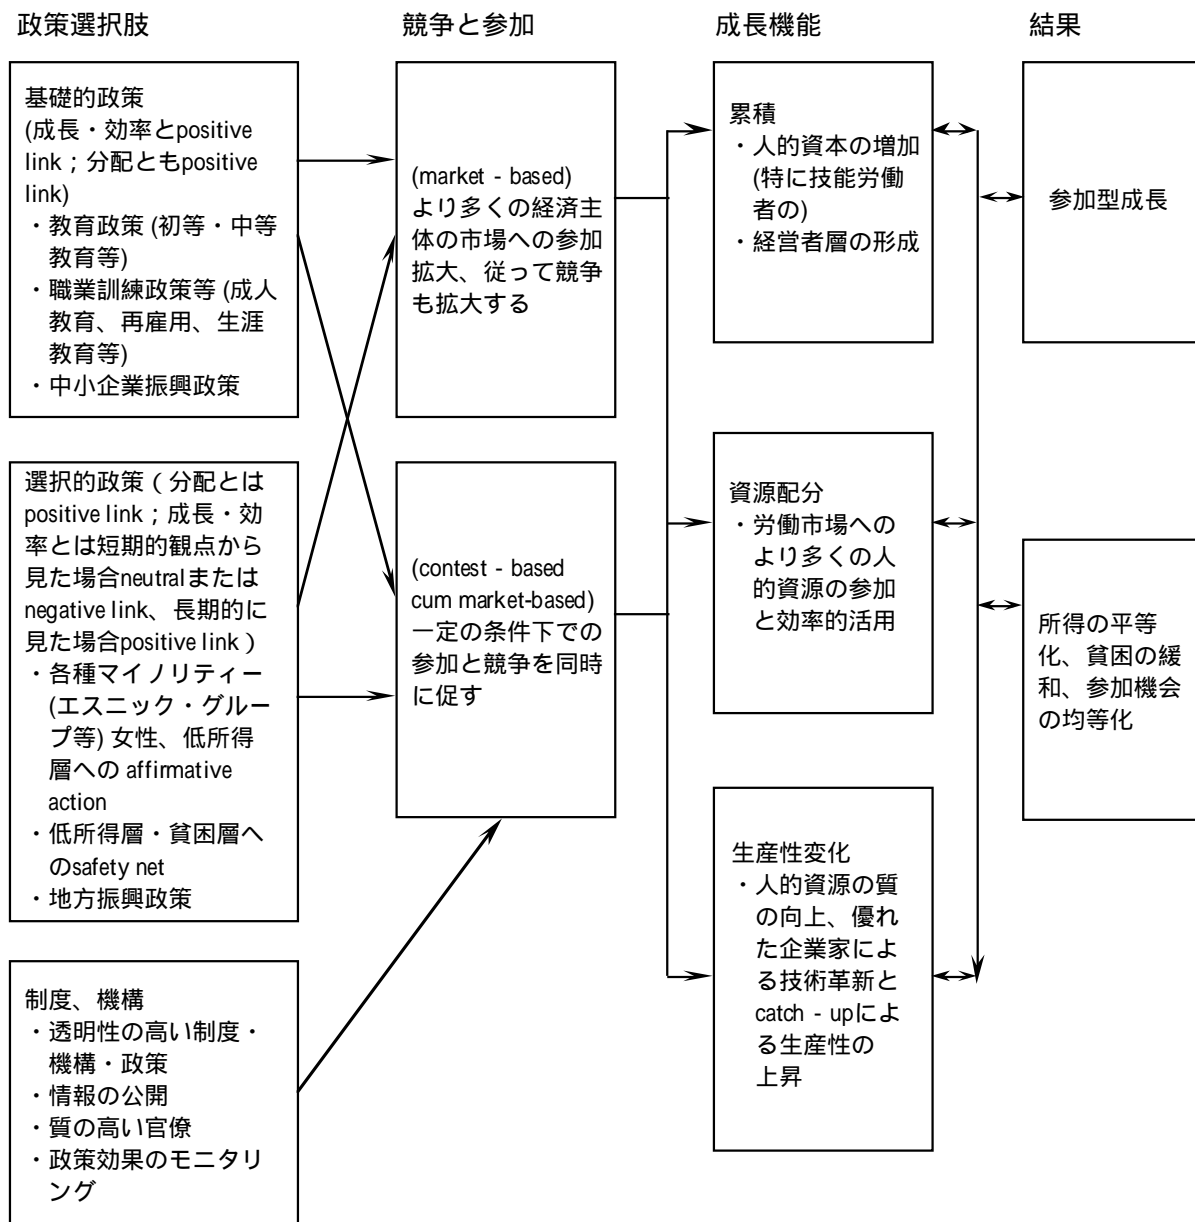 政策選択肢
競争と参加
成長機能
結果
基礎的政策
(成長・効率とpositive
link；分配ともpositive
link)
・教育政策 (初等・中等
教育等)
・職業訓練政策等 (成人
教育、再雇用、生涯
教育等)
・中小企業振興政策
選択的政策（分配とは
positive link；成長・効
率とは短期的観点から
見た場合neutralまたは
negative link、長期的に
見た場合positive link）
・各種マイノリティー
(エスニック・グルー
プ等) 女性、低所得
層への affirmative
action
・低所得層・貧困層へ
のsafety net
・地方振興政策
制度、機構
・透明性の高い制度・
機構・政策
・情報の公開
・質の高い官僚
・政策効果のモニタリ
ング
(market - based)
より多くの経済主
体の市場への参加
拡大、従って競争
も拡大する
(contest - based
cum market-based)
一定の条件下での
参加と競争を同時
に促す
累積
・人的資本の増加
(特に技能労働
者の)
・経営者層の形成
資源配分
・労働市場への
より多くの人
的資源の参加
と効率的活用
生産性変化
・人的資源の質
の向上、優れ
た企業家によ
る技術革新と
catch - upによ
る生産性の
上昇
参加型成長
所得の平等
化、貧困の緩
和、参加機会
の均等化